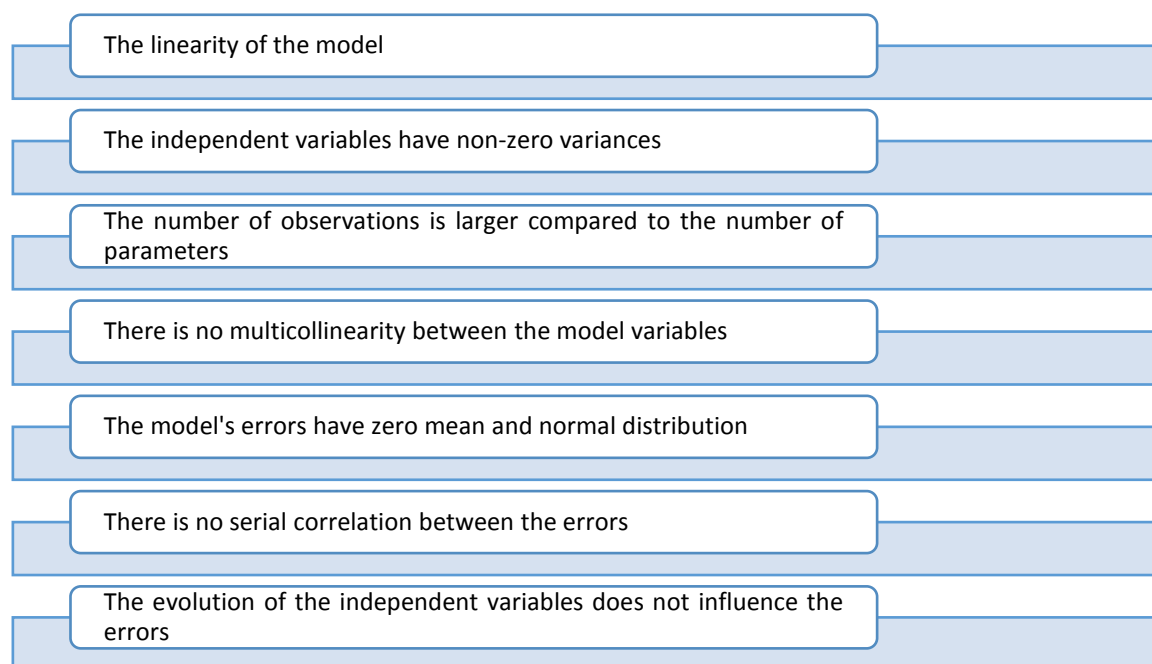 The linearity of the model
The independent variables have non-zero variances
The number of observations is larger compared to the number of
parameters
There is no multicollinearity between the model variables
The model's errors have zero mean and normal distribution
There is no serial correlation between the errors
The evolution of the independent variables does not influence the
errors